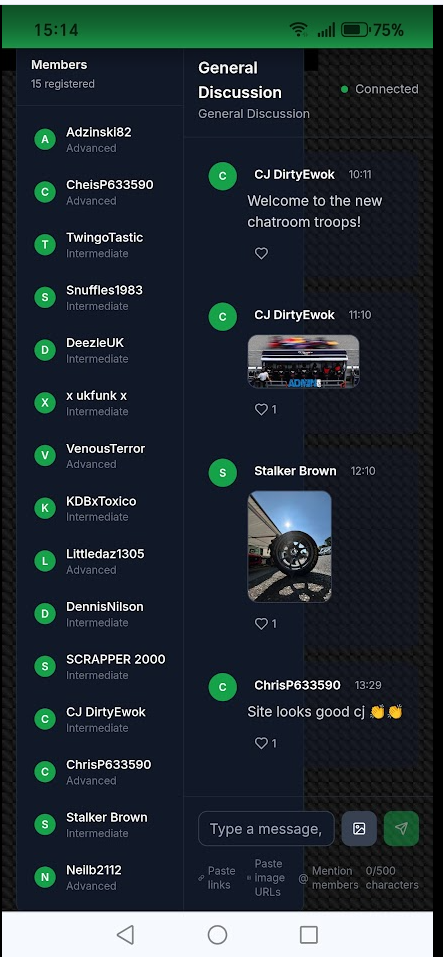 15:14
75%
Members
15 registered
A
Adzinski82
Advanced
C
CheisP633590
Advanced
T
TwingoTastic
Intermediate
S
Snuffles1983
Intermediate
D
DeezleUK
Intermediate
X
x ukfunk x
Intermediate
V
VenousTerror
Advanced
K
KDBxToxico
Intermediate
L
Littledaz1305
Advanced
D
DennisNilson
Intermediate
S
SCRAPPER 2000
Intermediate
C
CJ DirtyEwok
Intermediate
C
ChrisP633590
Advanced
S
Stalker Brown
Intermediate
N
Neilb2112
Advanced
General
Discussion
General Discussion
Connected
C
CJ DirtyEwok 10:11
Welcome to the new
chatroom troops!
C
CJ DirtyEwok 11:10
1
S
Stalker Brown 12:10
1
C
ChrisP633590 13:29
Site looks good cj 👏👏
1
Type a message,
Paste
links
Paste
image
URLs
@ Mention
members
0/500
characters